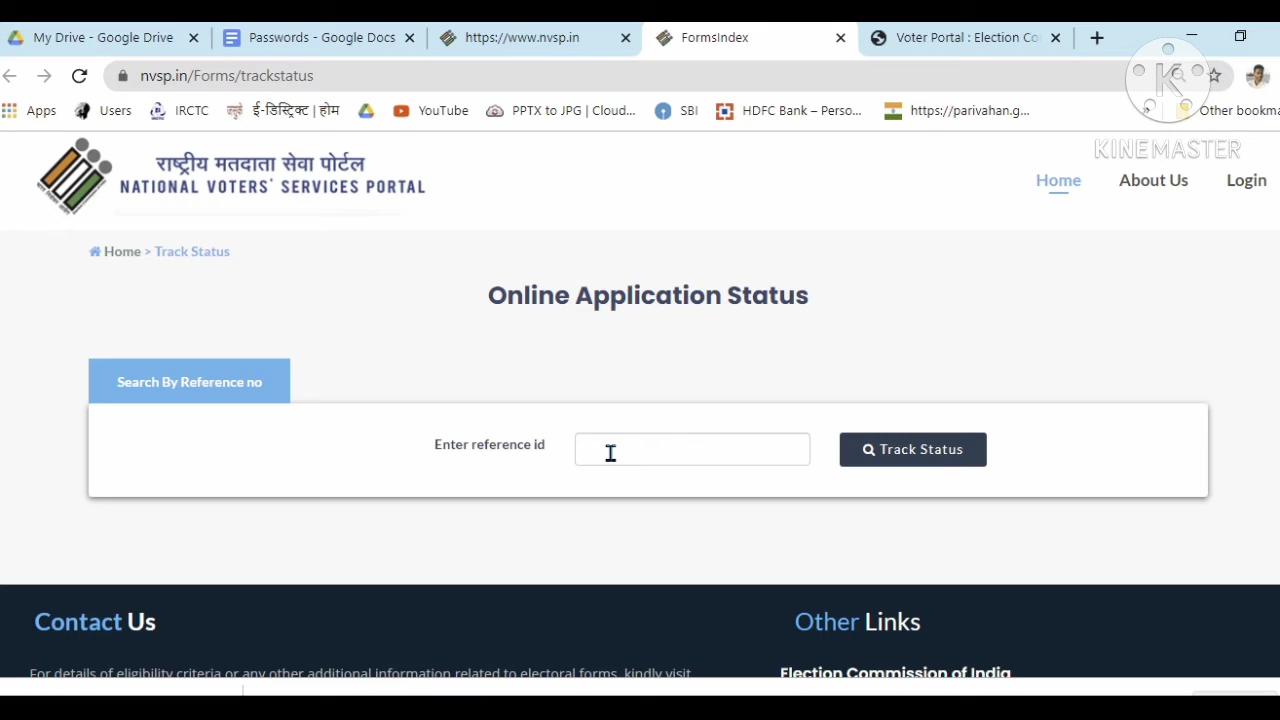 My Drive - Google Drive
Passwords - Google Docs
https://www.nvsp.in
FormsIndex
Voter Portal : Election Co
nvsp.in/Forms/trackstatus
Apps
Users
IRCTC
ई-डिस्ट्रिक्ट | होम
YouTube
PPTX to JPG | Cloud...
SBI
HDFC Bank – Perso...
https://parivahan.g...
Other bookma
KINEMASTER
राष्ट्रीय मतदाता सेवा पोर्टल
NATIONAL VOTERS' SERVICES PORTAL
Home
About Us
Login
Home > Track Status
Online Application Status
Search By Reference no
Enter reference id
Track Status
Contact Us
Other Links
For details of eligibility criteria or any other additional information related to electoral forms, kindly visit
Election Commission of India